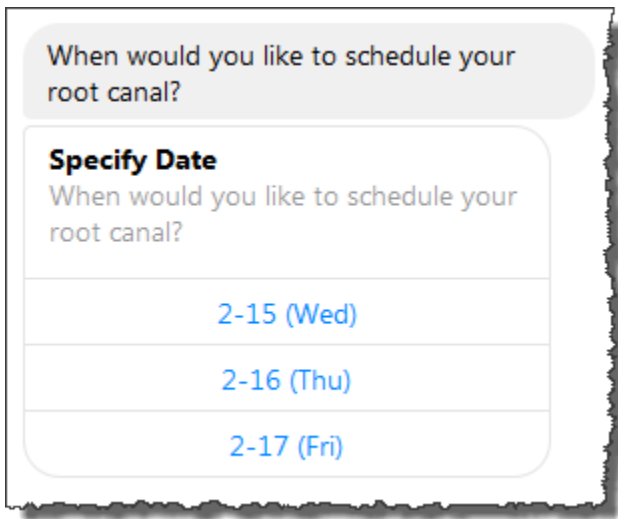 When would you like to schedule your
root canal?
Specify Date
When would you like to schedule your
root canal?
2-15 (Wed)
2-16 (Thu)
2-17 (Fri)